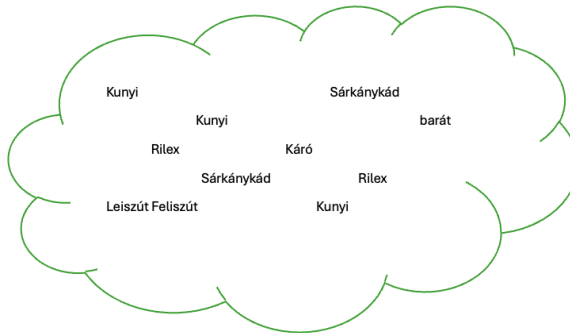 Kunyi Sárkánykád
Kunyi barát
Rilex Káró
Sárkánykád Rilex
Leiszút Feliszút Kunyi